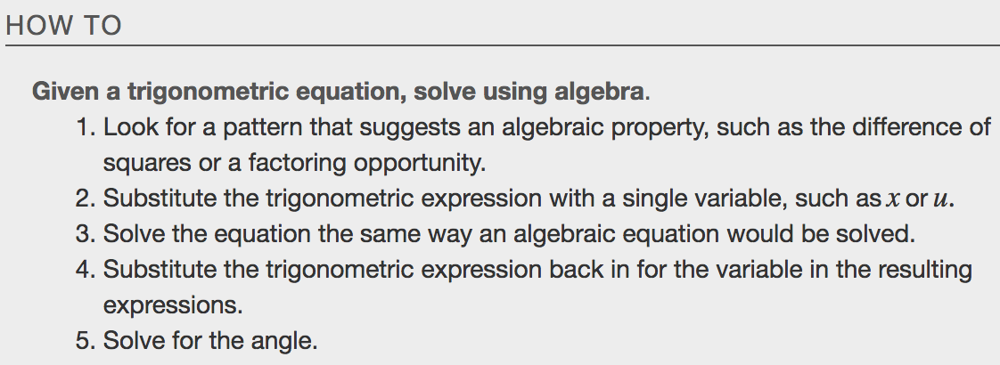 HOW TO
Given a trigonometric equation, solve using algebra.
1. Look for a pattern that suggests an algebraic property, such as the difference of
squares or a factoring opportunity.
2. Substitute the trigonometric expression with a single variable, such as x or u.
3. Solve the equation the same way an algebraic equation would be solved.
4. Substitute the trigonometric expression back in for the variable in the resulting
expressions.
5. Solve for the angle.